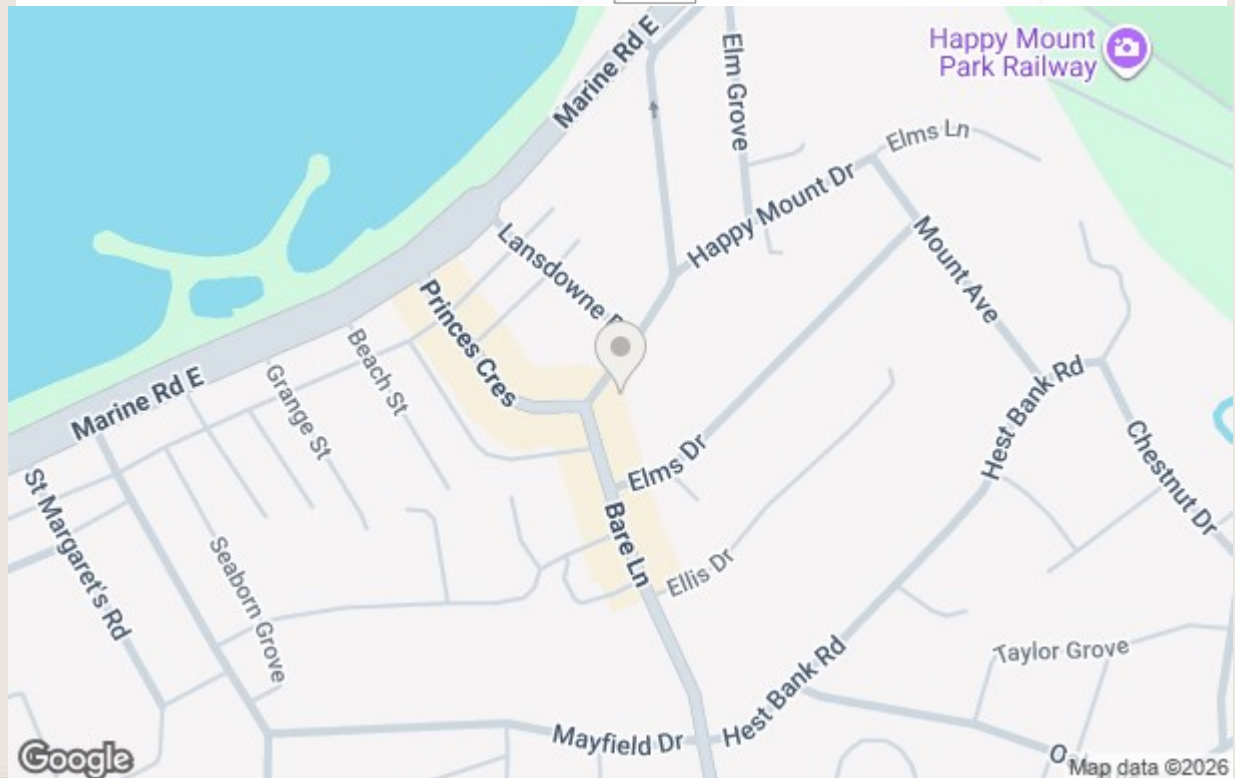 Marine Rd E
Elm Grove
Happy Mount
Park Railway
Elms Ln
Happy Mount Dr
Lansdowne
Mount Ave
Princes Cres
Beach St
Grange St
Marine Rd E
Hest Bank Rd
Chestnut Dr
Elms Dr
St Margaret's Rd
Seaborn Grove
Bare Ln
Ellis Dr
Taylor Grove
Hest Bank Rd
Mayfield Dr
Google
Map data ©2026